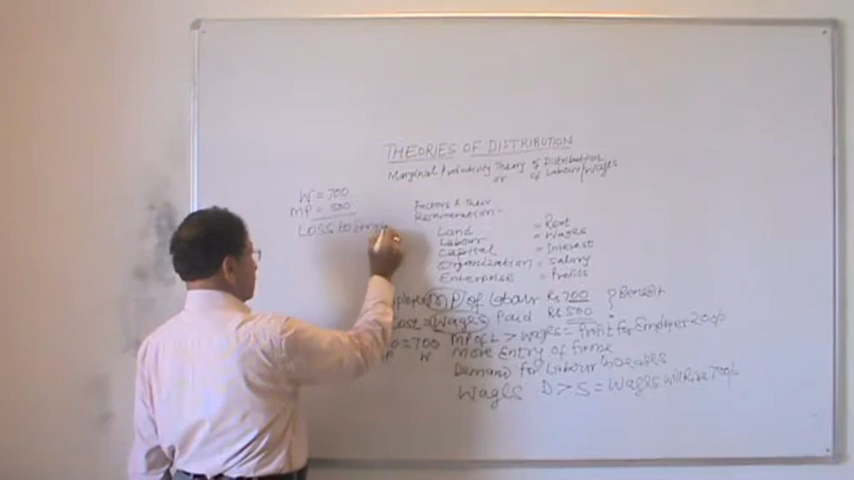 THEORIES OF DISTRIBUTION
Marginal Productivity Theory of Distribution
or of Labour/Wages
W = 700
MP = 500
LOSS to
Factors & their
Remuneration-
Land = Rent
Labour = Wages
Capital = Interest
Organization = Salary
Enterprise = Profits
MP of Labour Rs 700 Benefit
Cost = Wages Paid Rs 500
= 700 MP of L > Wages = Profit for Employer 200/-
W More Entry of Firms
Demand for Labour Increases
Wages D > S = Wages will Rise 700/-